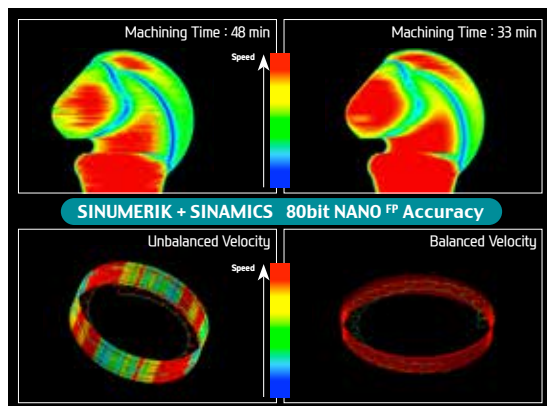 Machining Time : 48 min
Machining Time : 33 min
Speed
SINUMERIK + SINAMICS 80bit NANO FP Accuracy
Unbalanced Velocity
Balanced Velocity
Speed